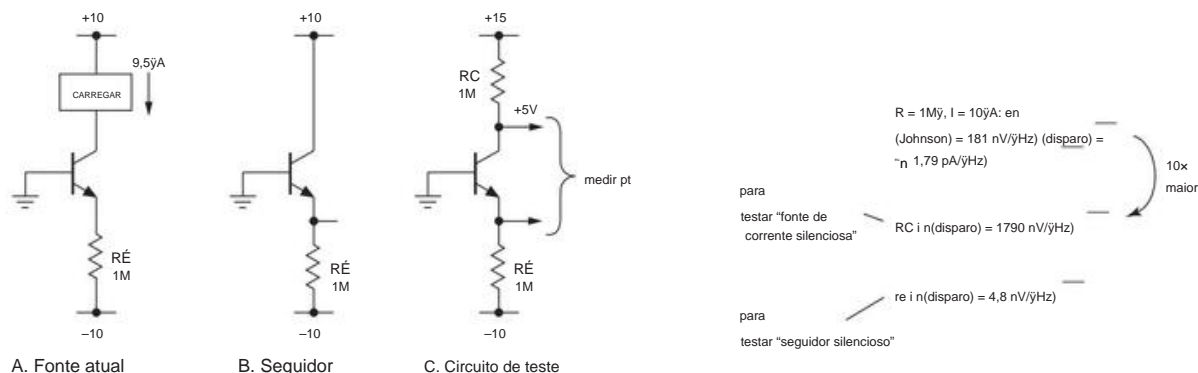 +10
9,5ÿA
CARREGAR
RÉ
1M
–10
A. Fonte atual
+10
RÉ
1M
–10
B. Seguidor
+15
RC
1M
+5V
medir pt
RÉ
1M
–10
C. Circuito de teste
R = 1Mÿ, I = 10ÿA: en
(Johnson) = 181 nV/ÿHz) (disparo) =
n 1,79 pA/ÿHz)
10×
maior
para
testar “fonte de
corrente silenciosa”
RC i n(disparo) = 1790 nV/ÿHz)
re i n(disparo) = 4,8 nV/ÿHz)
para
testar “seguidor silencioso”